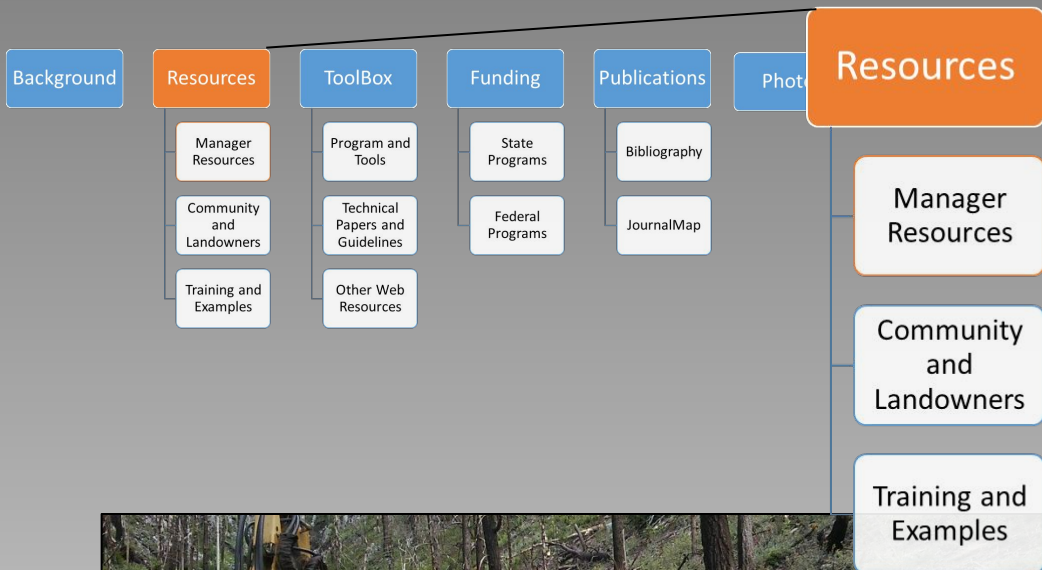 Background
Resources
Manager
Resources
Community
and
Landowners
Training and
Examples
ToolBox
Program and
Tools
Technical
Papers and
Guidelines
Other Web
Resources
Funding
State
Programs
Federal
Programs
Publications
Bibliography
JournalMap
Resources
Manager
Resources
Community
and
Landowners
Training and
Examples